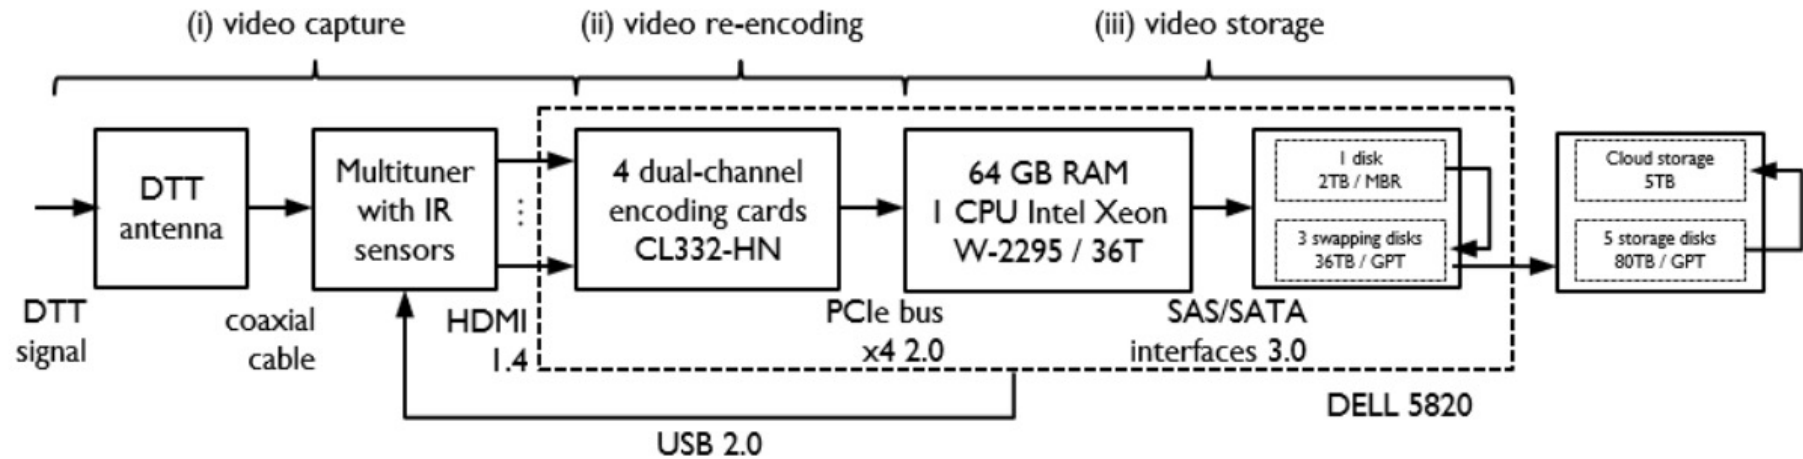 (i) video capture
(ii) video re-encoding
(iii) video storage
DTT
antenna
Multituner
with IR
sensors
4 dual-channel
encoding cards
CL332-HN
64 GB RAM
1 CPU Intel Xeon
W-2295 / 36T
1 disk
2TB / MBR
3 swapping disks
36TB / GPT
Cloud storage
5TB
5 storage disks
80TB / GPT
DTT
signal
coaxial
cable
HDMI
1.4
PCIe bus
x4 2.0
SAS/SATA
interfaces 3.0
DELL 5820
USB 2.0